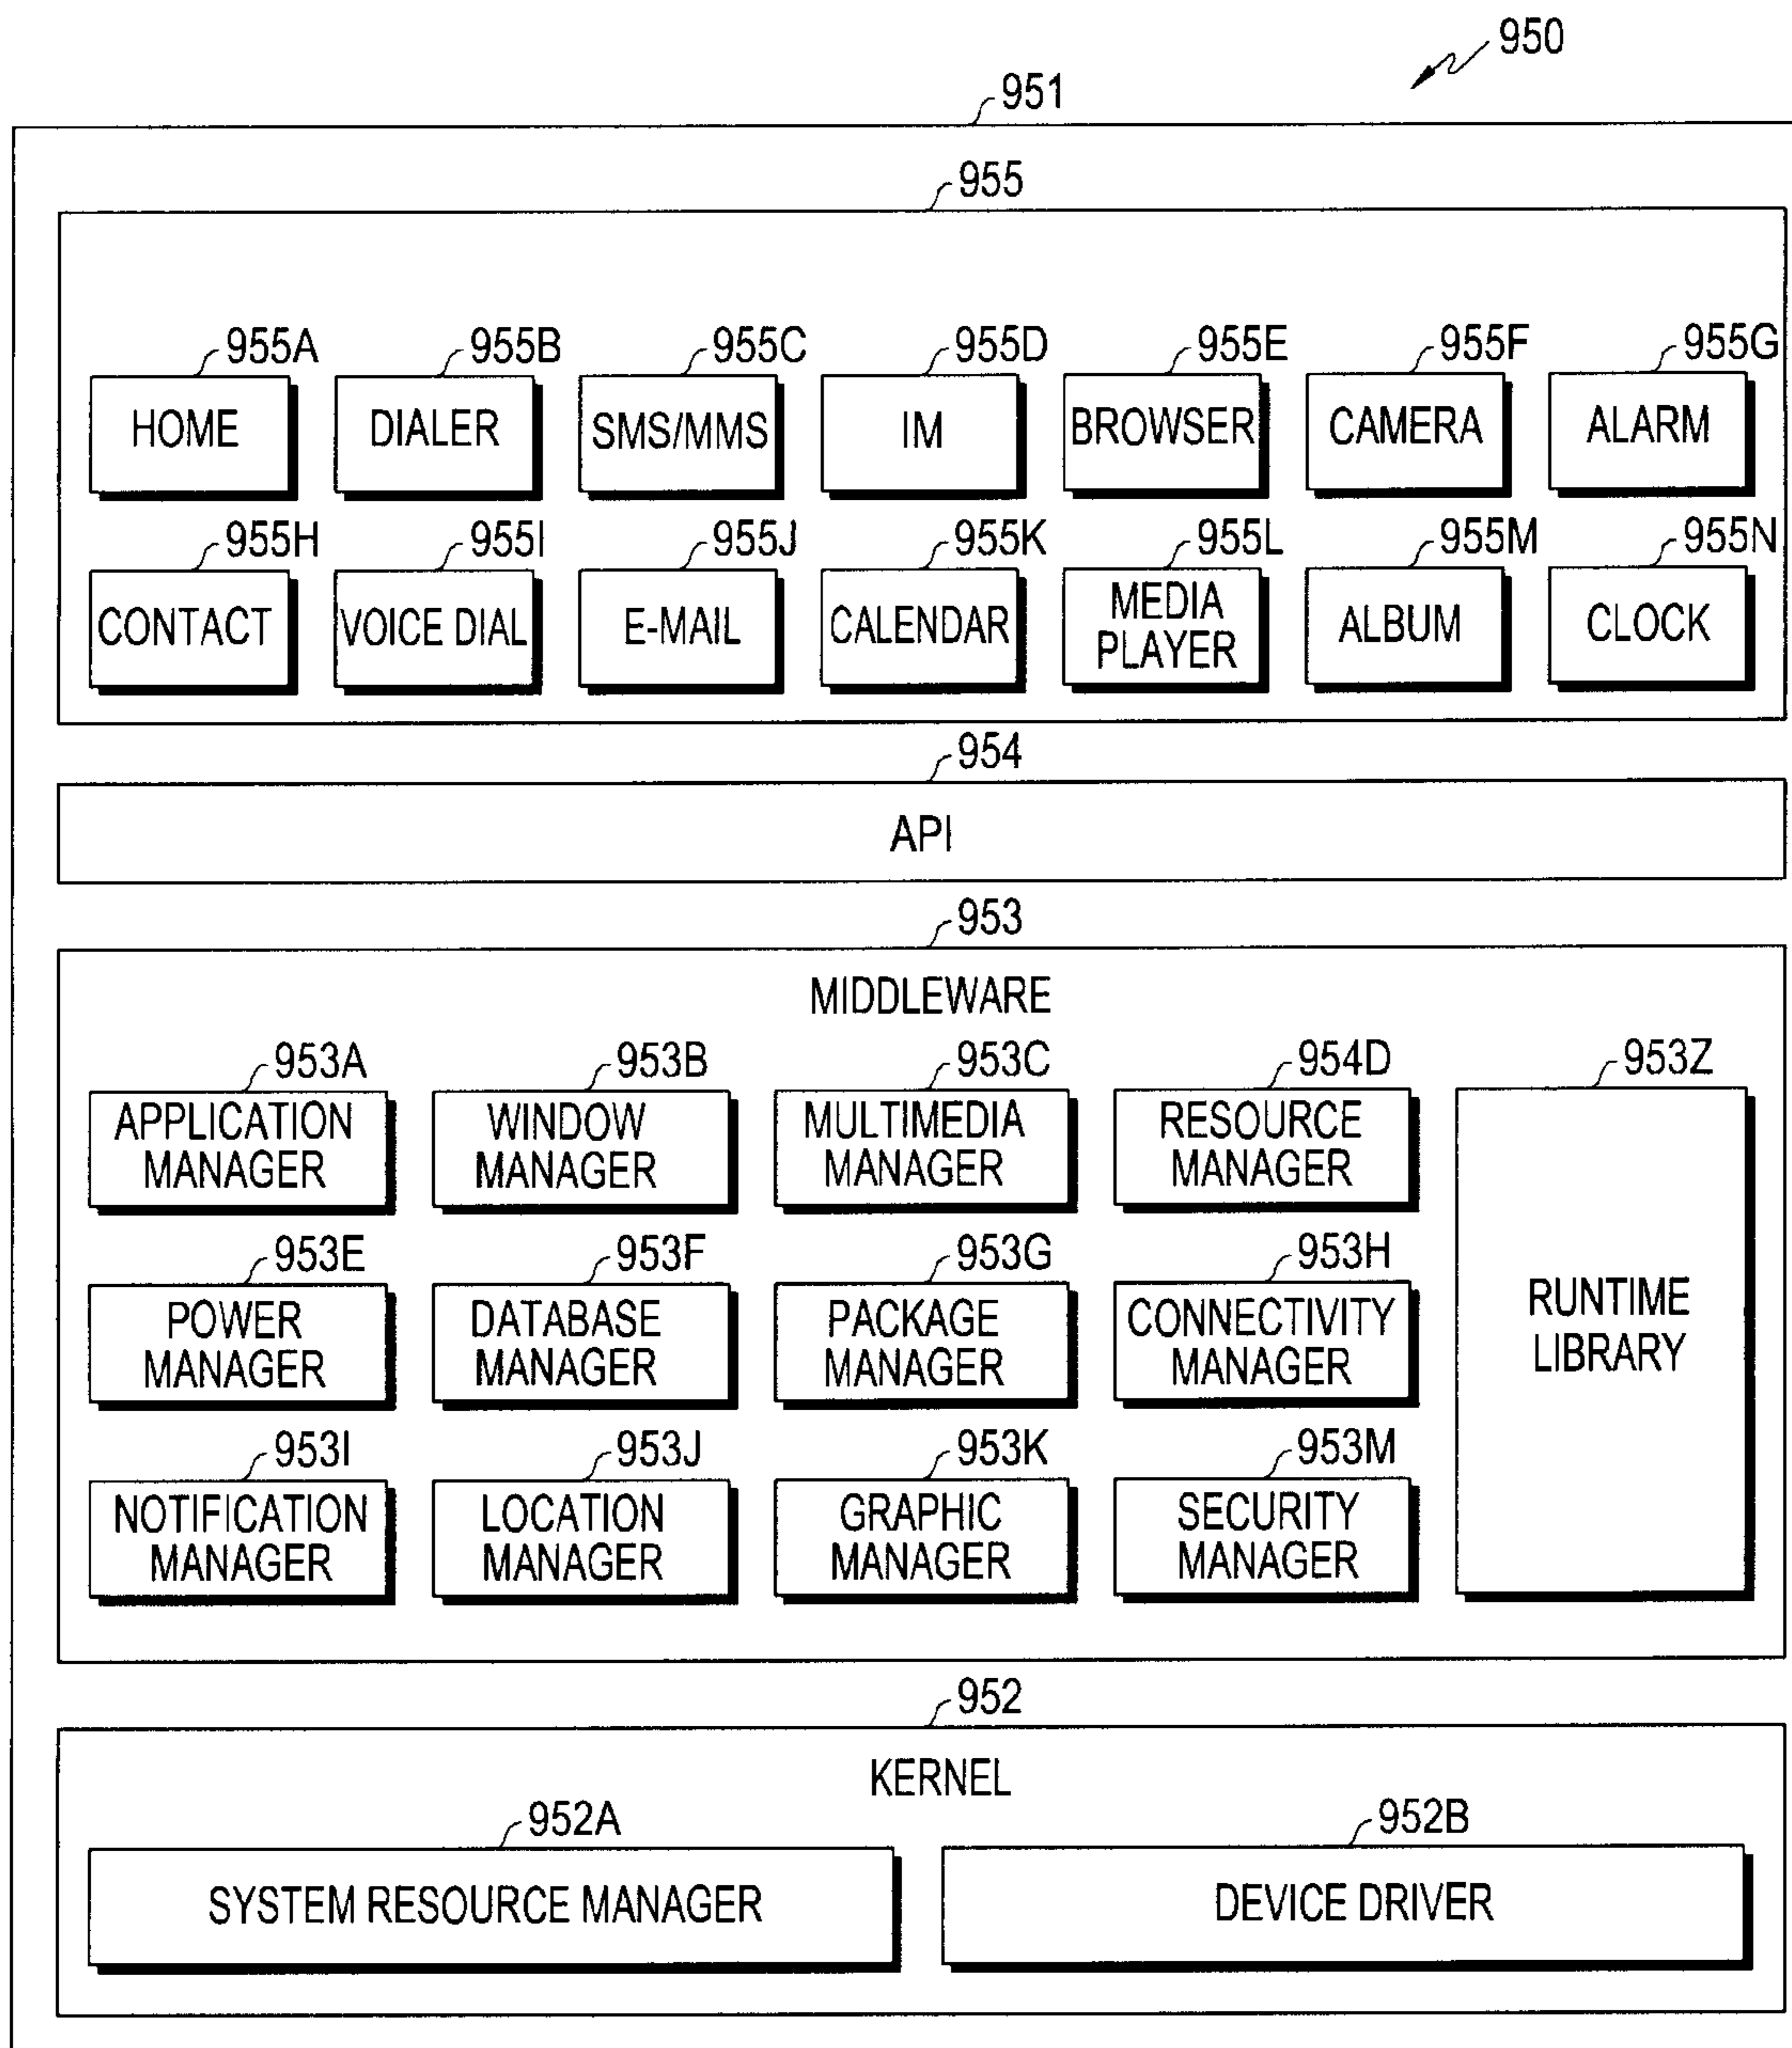 950
951
955
955A 955B 955C 955D 955E 955F 955G
HOME DIALER SMS/MMS IM BROWSER CAMERA ALARM
955H 955I 955J 955K 955L 955M 955N
CONTACT VOICE DIAL E-MAIL CALENDAR MEDIA PLAYER ALBUM CLOCK
954
API
953
MIDDLEWARE
953A 953B 953C 954D 953Z
APPLICATION MANAGER WINDOW MANAGER MULTIMEDIA MANAGER RESOURCE MANAGER
953E 953F 953G 953H
POWER MANAGER DATABASE MANAGER PACKAGE MANAGER CONNECTIVITY MANAGER RUNTIME LIBRARY
953I 953J 953K 953M
NOTIFICATION MANAGER LOCATION MANAGER GRAPHIC MANAGER SECURITY MANAGER
952
KERNEL
952A 952B
SYSTEM RESOURCE MANAGER DEVICE DRIVER